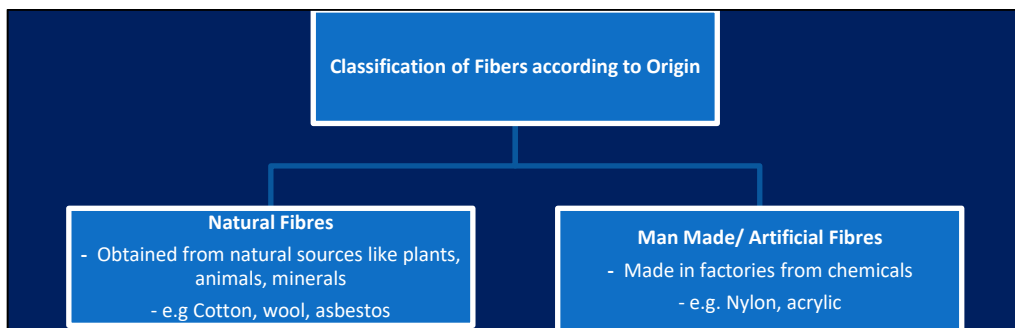 Classification of Fibers according to Origin
Natural Fibres
- Obtained from natural sources like plants,
animals, minerals
- e.g Cotton, wool, asbestos
Man Made/ Artificial Fibres
- Made in factories from chemicals
- e.g. Nylon, acrylic